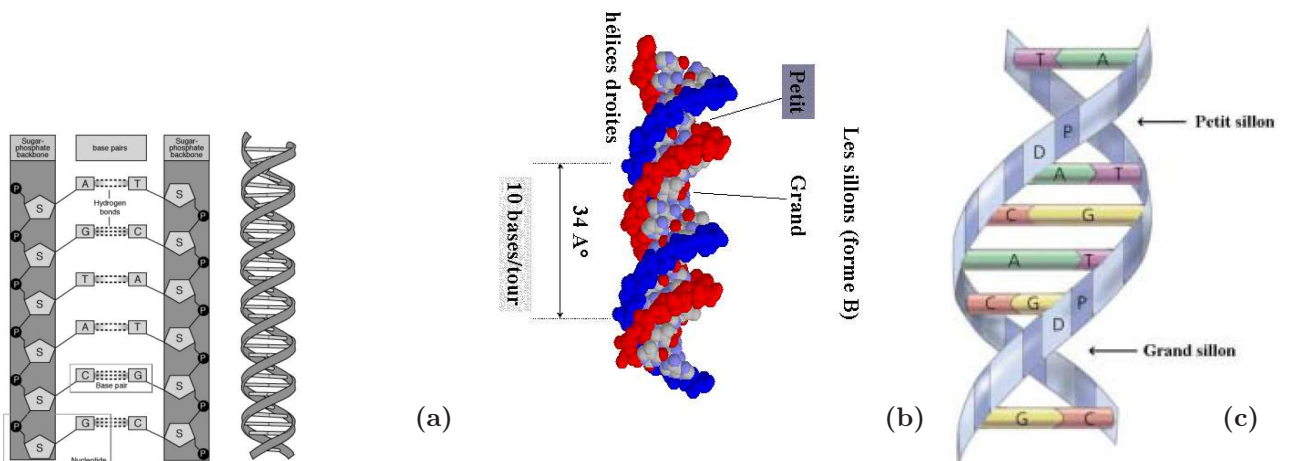 Sugar-
phosphate
backbone
base pairs
Sugar-
phosphate
backbone
P
S
A
T
S
P
Hydrogen
bonds
P
S
G
C
S
P
P
S
T
A
S
P
P
S
A
T
S
P
P
S
C
G
S
P
Base pair
P
S
G
C
S
P
Nucleotide
(a)
hélices droites
Petit
Grand
Les sillons (forme B)
34 A°
10 bases/tour
(b)
T A
Petit sillon
P
D
A T
C G
A T
C G
P
D
Grand sillon
G C
(c)